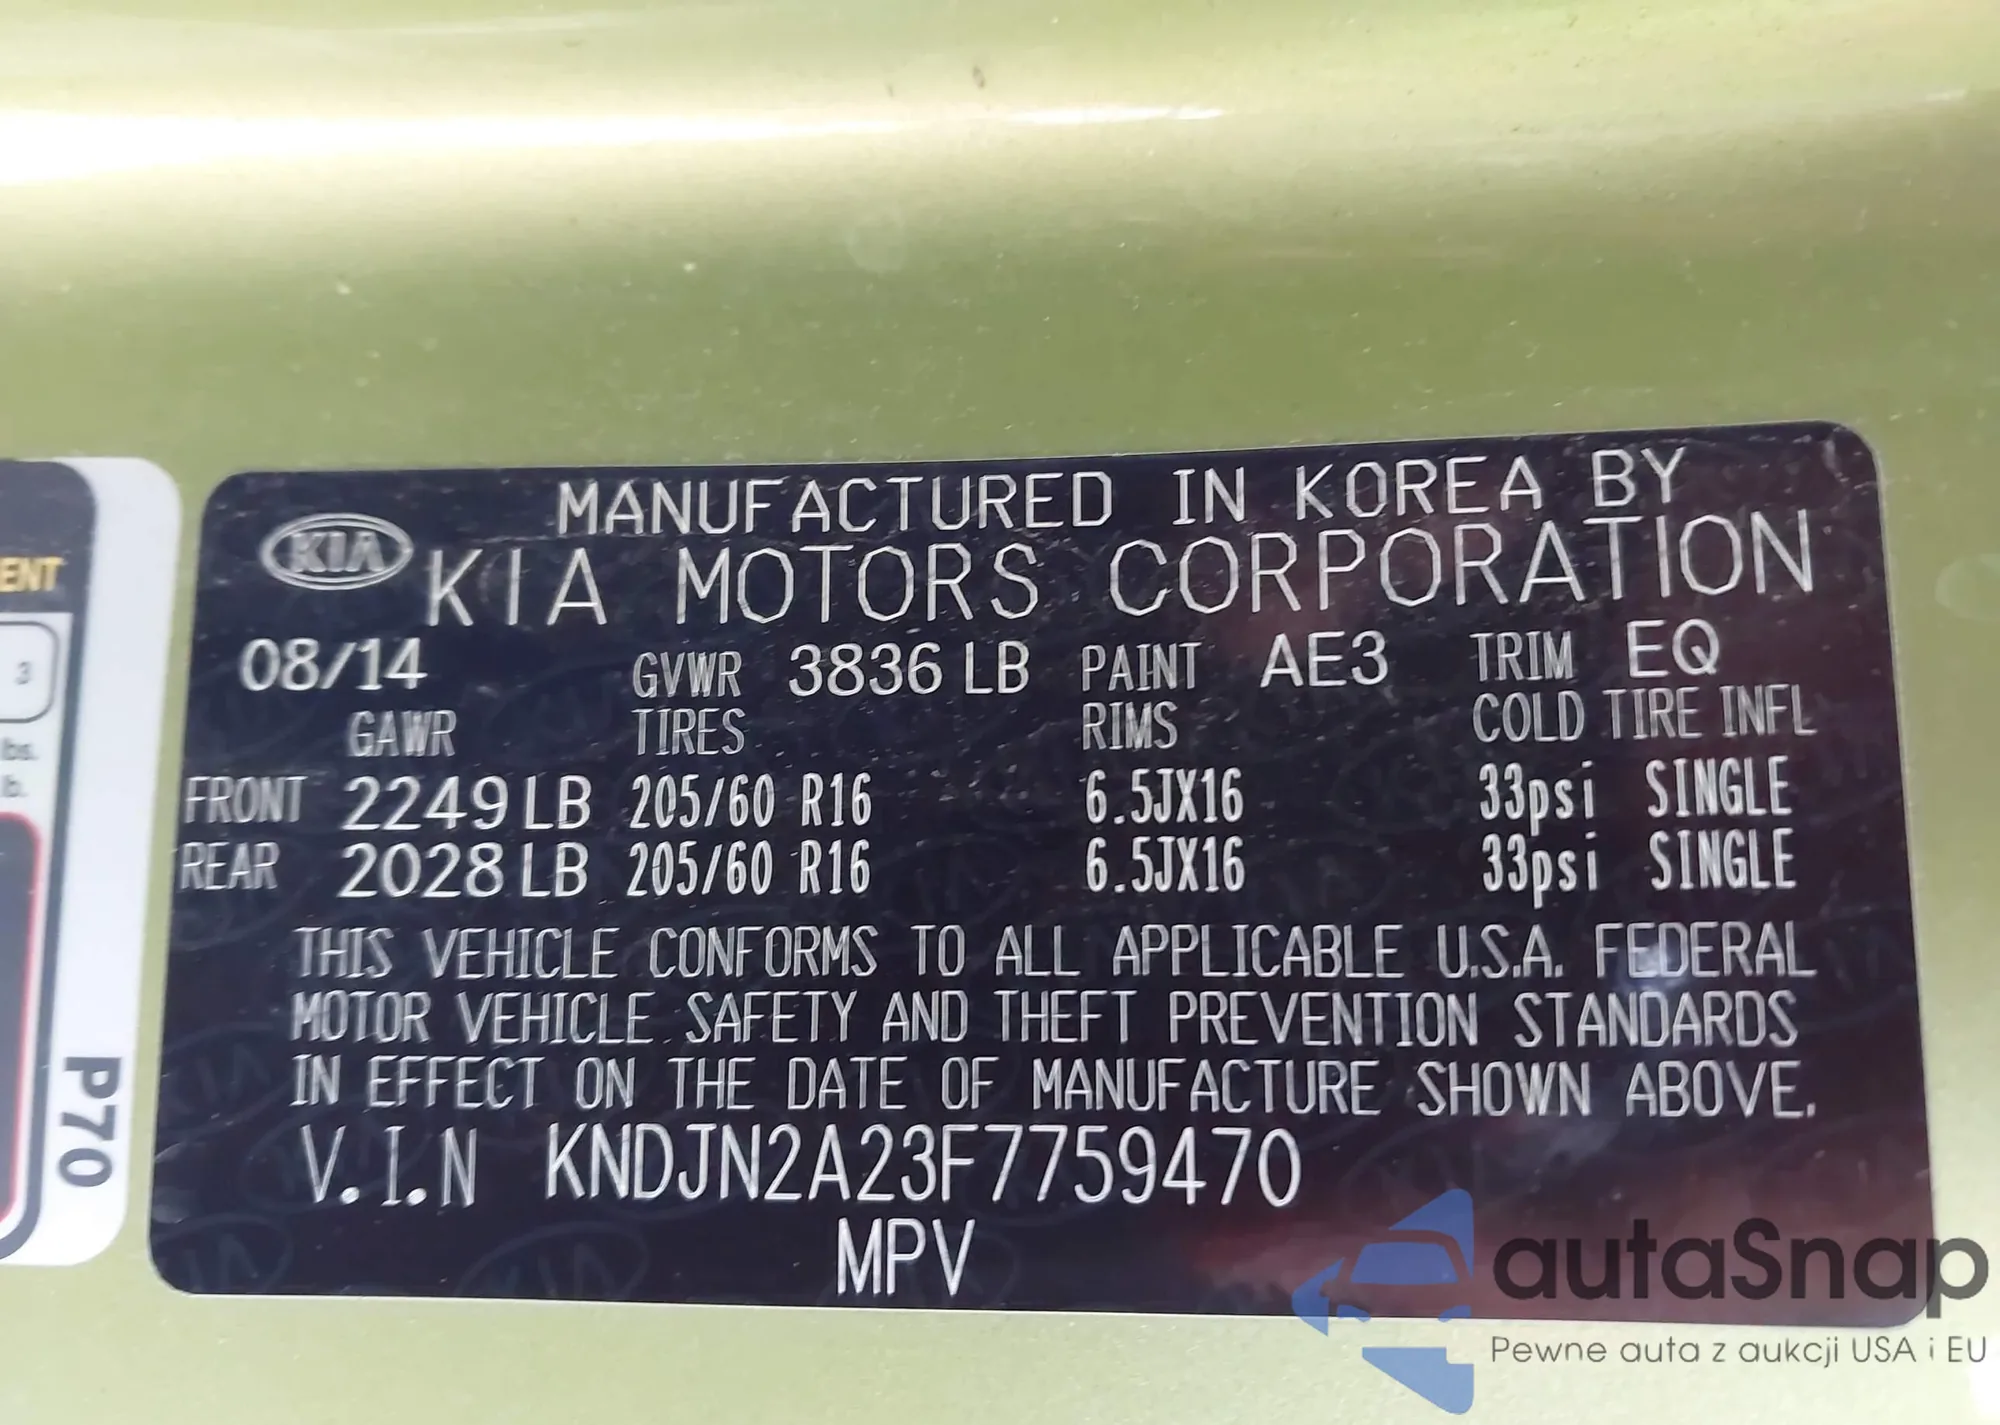 MANUFACTURED IN KOREA BY
KIA KIA MOTORS CORPORATION
08/14 GVWR 3836 LB PAINT AE3 TRIM EQ
GAWR TIRES RIMS COLD TIRE INFL
FRONT 2249 LB 205/60 R16 6.5JX16 33psi SINGLE
REAR 2028 LB 205/60 R16 6.5JX16 33psi SINGLE
THIS VEHICLE CONFORMS TO ALL APPLICABLE U.S.A. FEDERAL
MOTOR VEHICLE SAFETY AND THEFT PREVENTION STANDARDS
IN EFFECT ON THE DATE OF MANUFACTURE SHOWN ABOVE.
V.I.N KNDJN2A23F7759470
MPV
ENT
3
bs.
b.
P70
autaSnap
Pewne auta z aukcji USA i EU